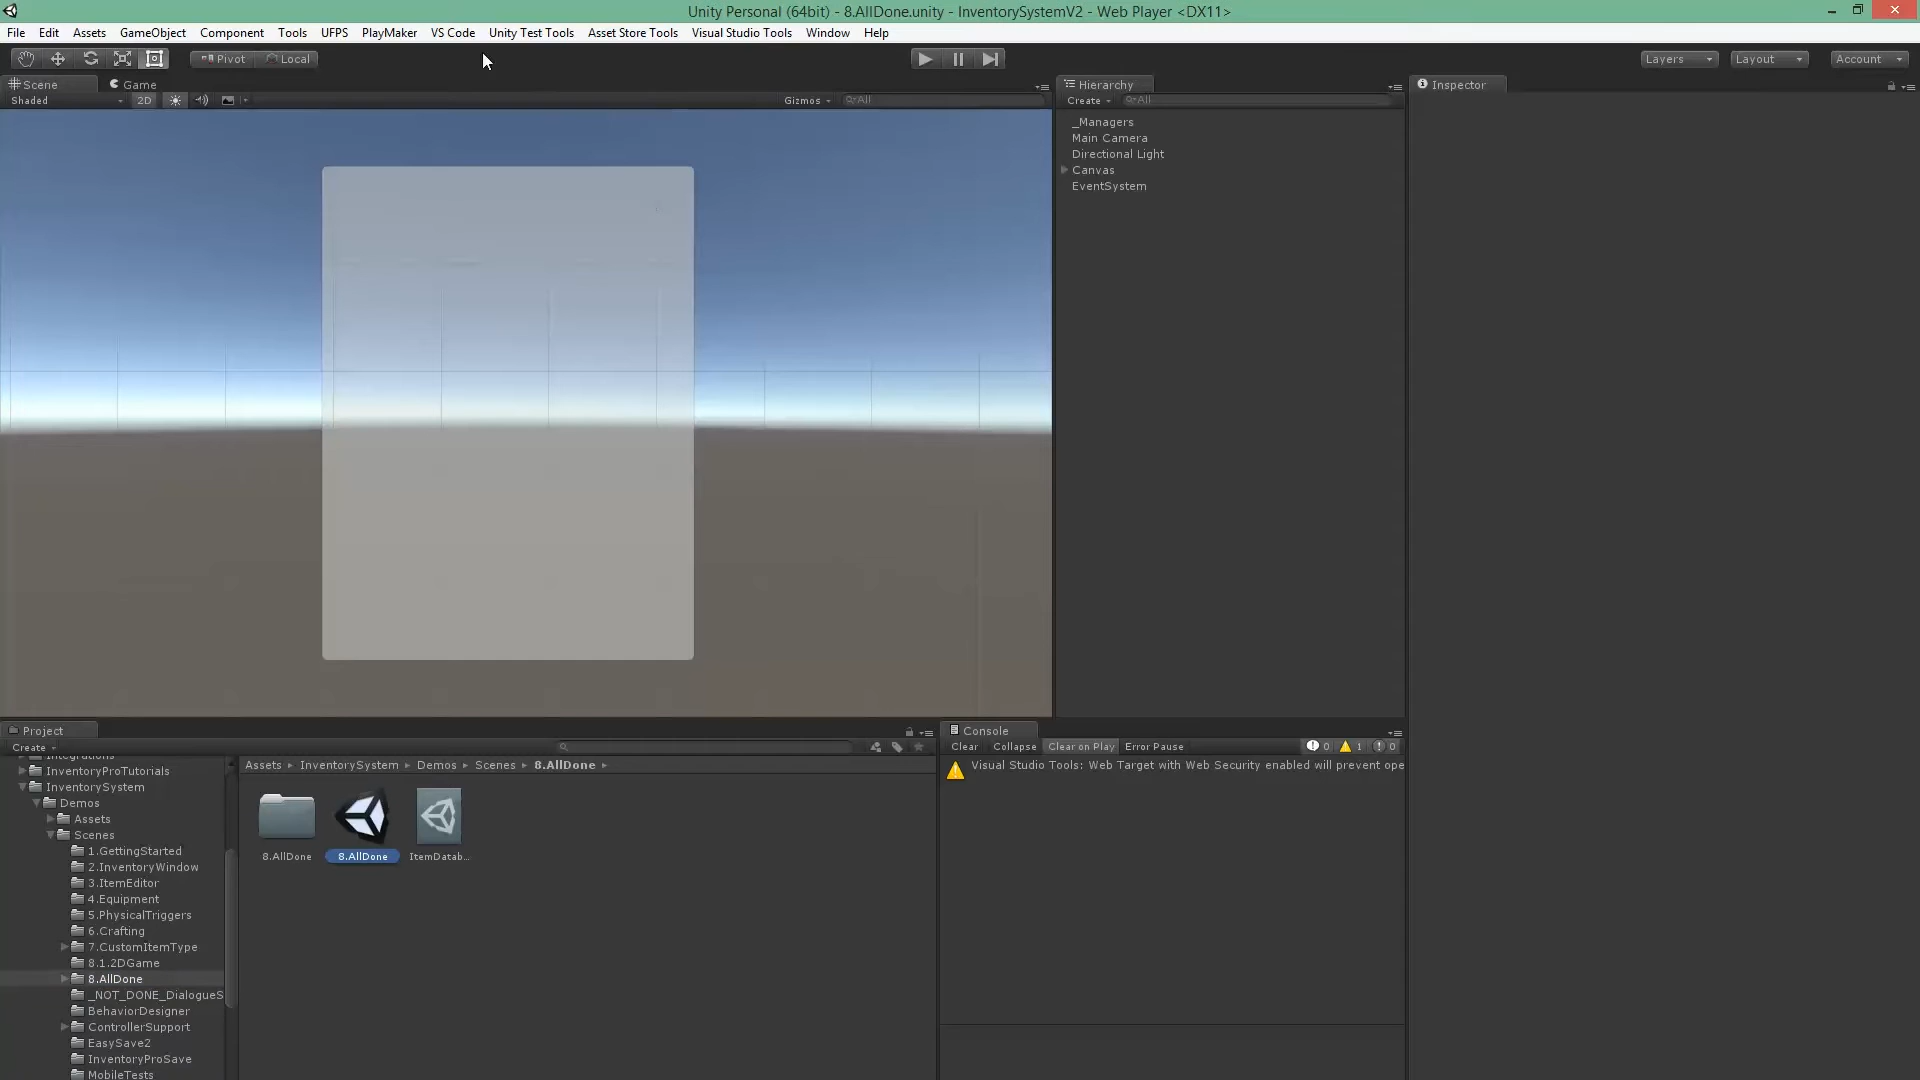 Unity Personal (64bit) - 8.AllDone.unity - InventorySystemV2 - Web Player <DX11>
File Edit Assets GameObject Component Tools UFPS PlayMaker VS Code Unity Test Tools Asset Store Tools Visual Studio Tools Window Help
Pivot Local Layers Layout Account
Scene Game Hierarchy Inspector
Shaded 2D Gizmos All Create All
_Managers
Main Camera
Directional Light
Canvas
EventSystem
Project Console
Create Clear Collapse Clear on Play Error Pause 0 1 0
Integrations
InventoryProTutorials
InventorySystem
Demos
Assets
Scenes
1.GettingStarted
2.InventoryWindow
3.ItemEditor
4.Equipment
5.PhysicalTriggers
6.Crafting
7.CustomItemType
8.1.2DGame
8.AllDone
_NOT_DONE_DialogueS
BehaviorDesigner
ControllerSupport
EasySave2
InventoryProSave
MobileTests
Assets InventorySystem Demos Scenes 8.AllDone
8.AllDone 8.AllDone ItemDatab...
Visual Studio Tools: Web Target with Web Security enabled will prevent ope